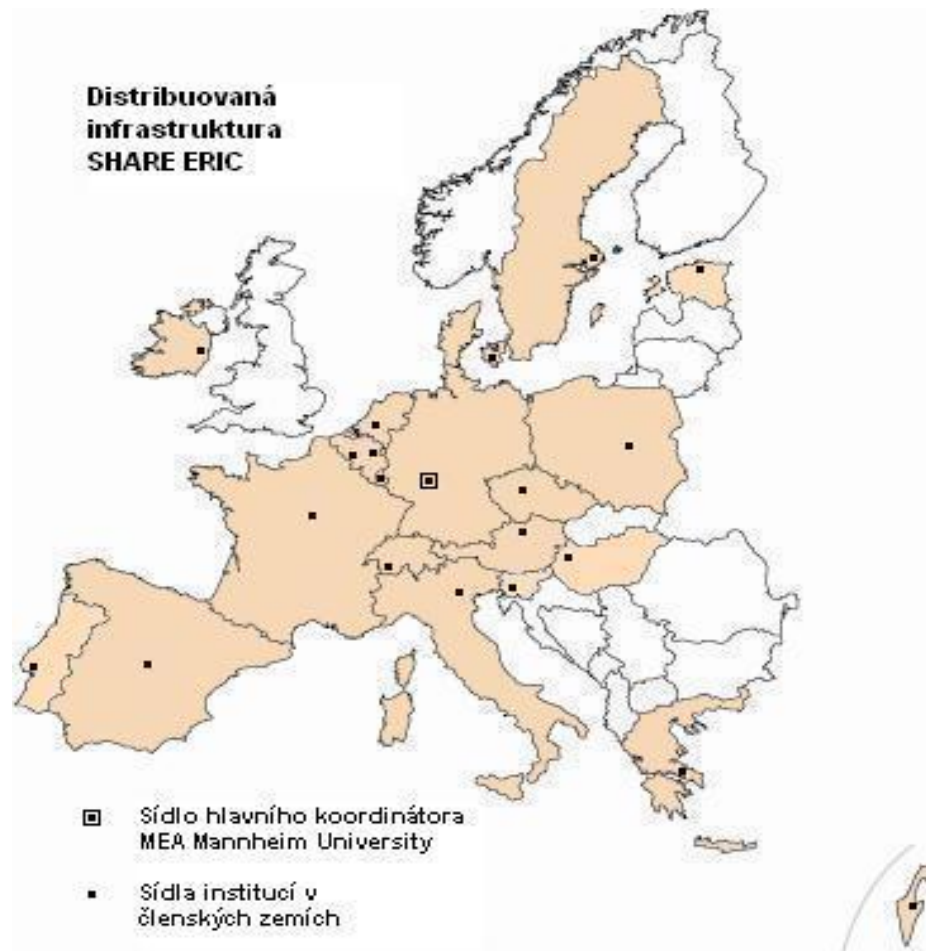 Distribuovaná
infrastruktura
SHARE ERIC
Sídlo hlavního koordinátora
MEA Mannheim University
Sídla institucí v
členských zemích